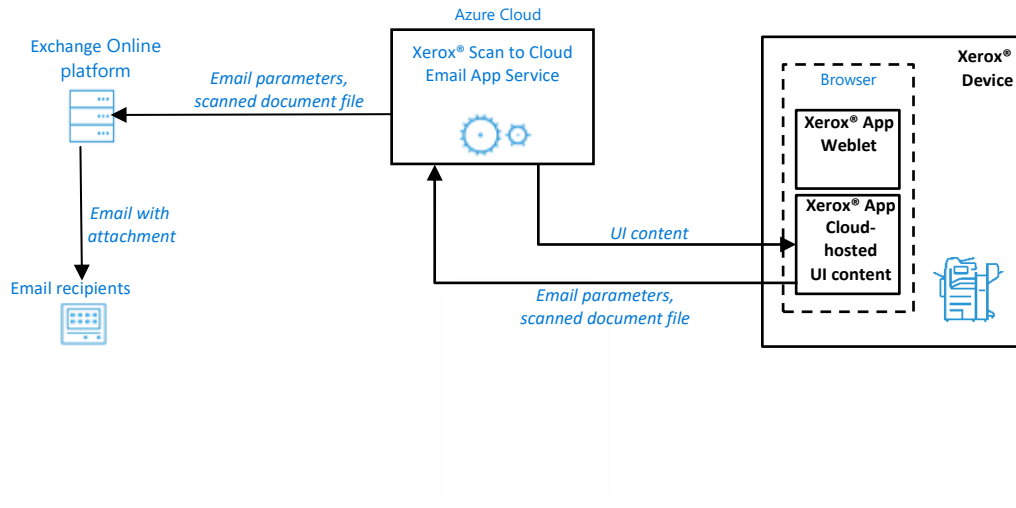 Azure Cloud
Xerox® Scan to Cloud
Email App Service
Exchange Online
platform
Email parameters,
scanned document file
Xerox®
Device
Browser
Xerox® App
Weblet
Xerox® App
Cloud-
hosted
UI content
Email with
attachment
UI content
Email recipients
Email parameters,
scanned document file